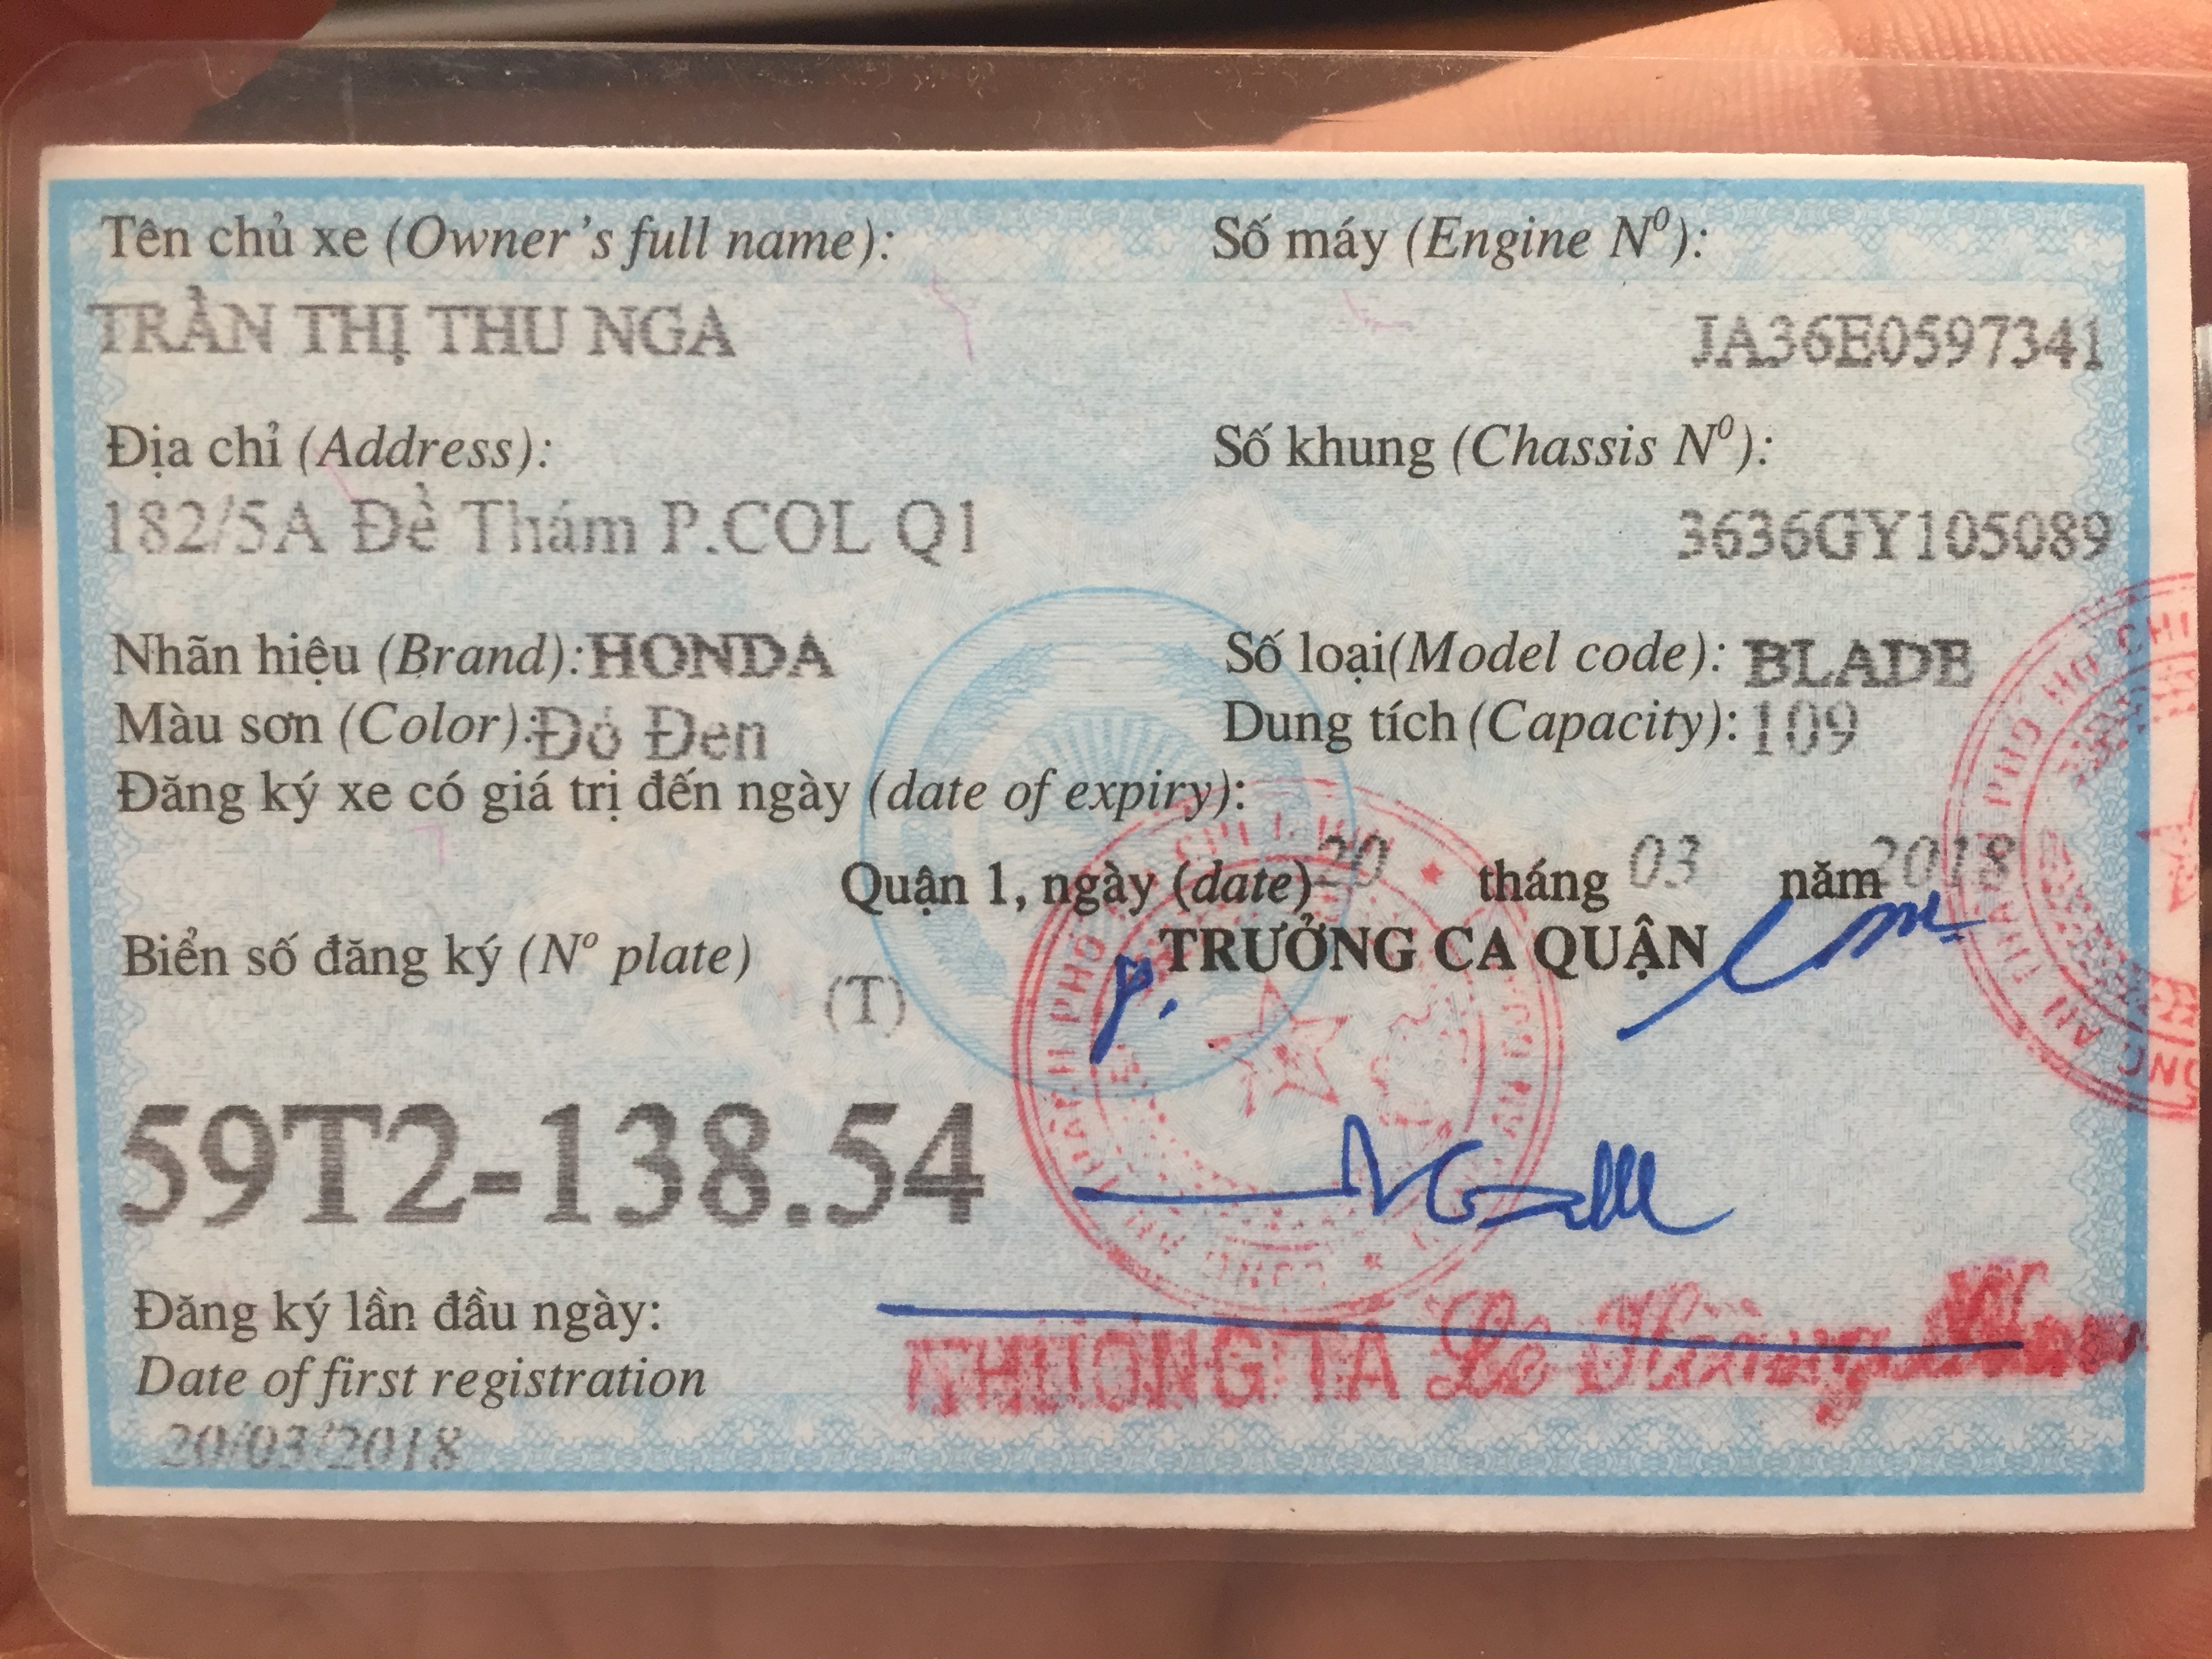 Tên chủ xe (Owner's full name):
TRẦN THỊ THU NGA
Số máy (Engine Nº):
JA36E0597341
Địa chỉ (Address):
182/5A Đề Thám P.COL Q1
Số khung (Chassis Nº):
3636GY105089
Nhãn hiệu (Brand): HONDA
Số loại(Model code): BLADE
Màu sơn (Color): Đỏ Đen
Dung tích (Capacity): 109
Đăng ký xe có giá trị đến ngày (date of expiry):
Quận 1, ngày (date) 20 tháng 03 năm 2018
TRƯỞNG CA QUẬN
Biển số đăng ký (Nº plate)
(T)
59T2-138.54
Đăng ký lần đầu ngày:
Date of first registration
20/03/2018
THƯỢNG TÁ